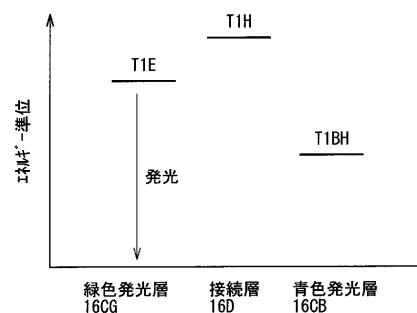 T1H
T1E
T1BH
エネルギー準位
発光
緑色発光層
16CG
接続層
16D
青色発光層
16CB